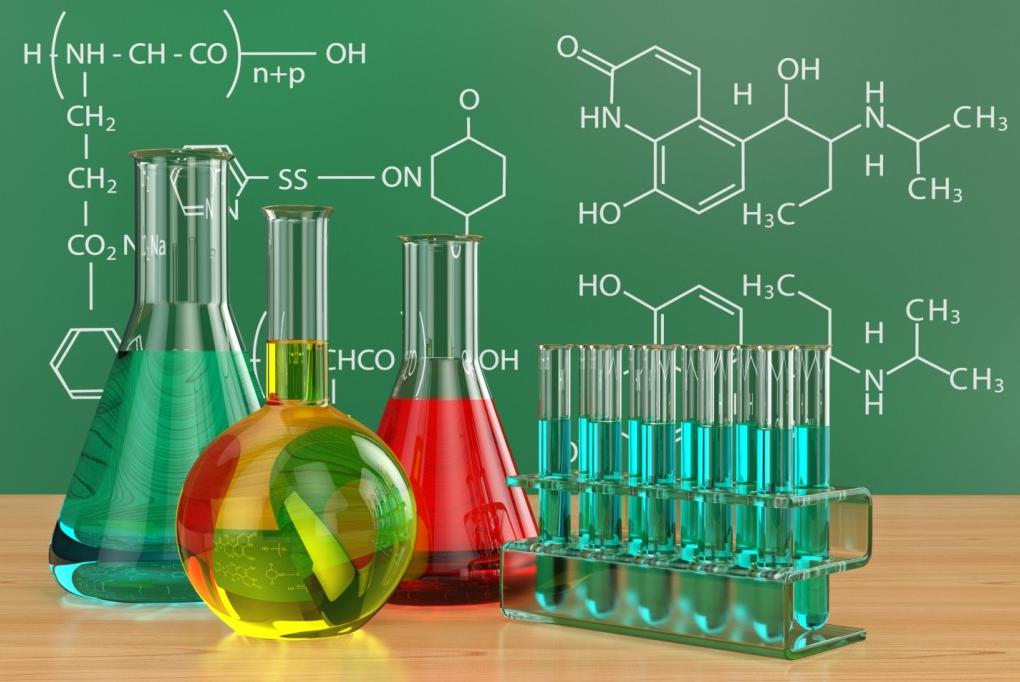 H (NH - CH - CO) OH
n+p
CH₂
CH₂
CO₂ N
₂Na
N N
SS ON
O
CHCO
OH
O
HN
HO
H
OH
H
N
H
CH₃
CH₃
H₃C
HO
H₃C
H
N
H
CH₃
CH₃